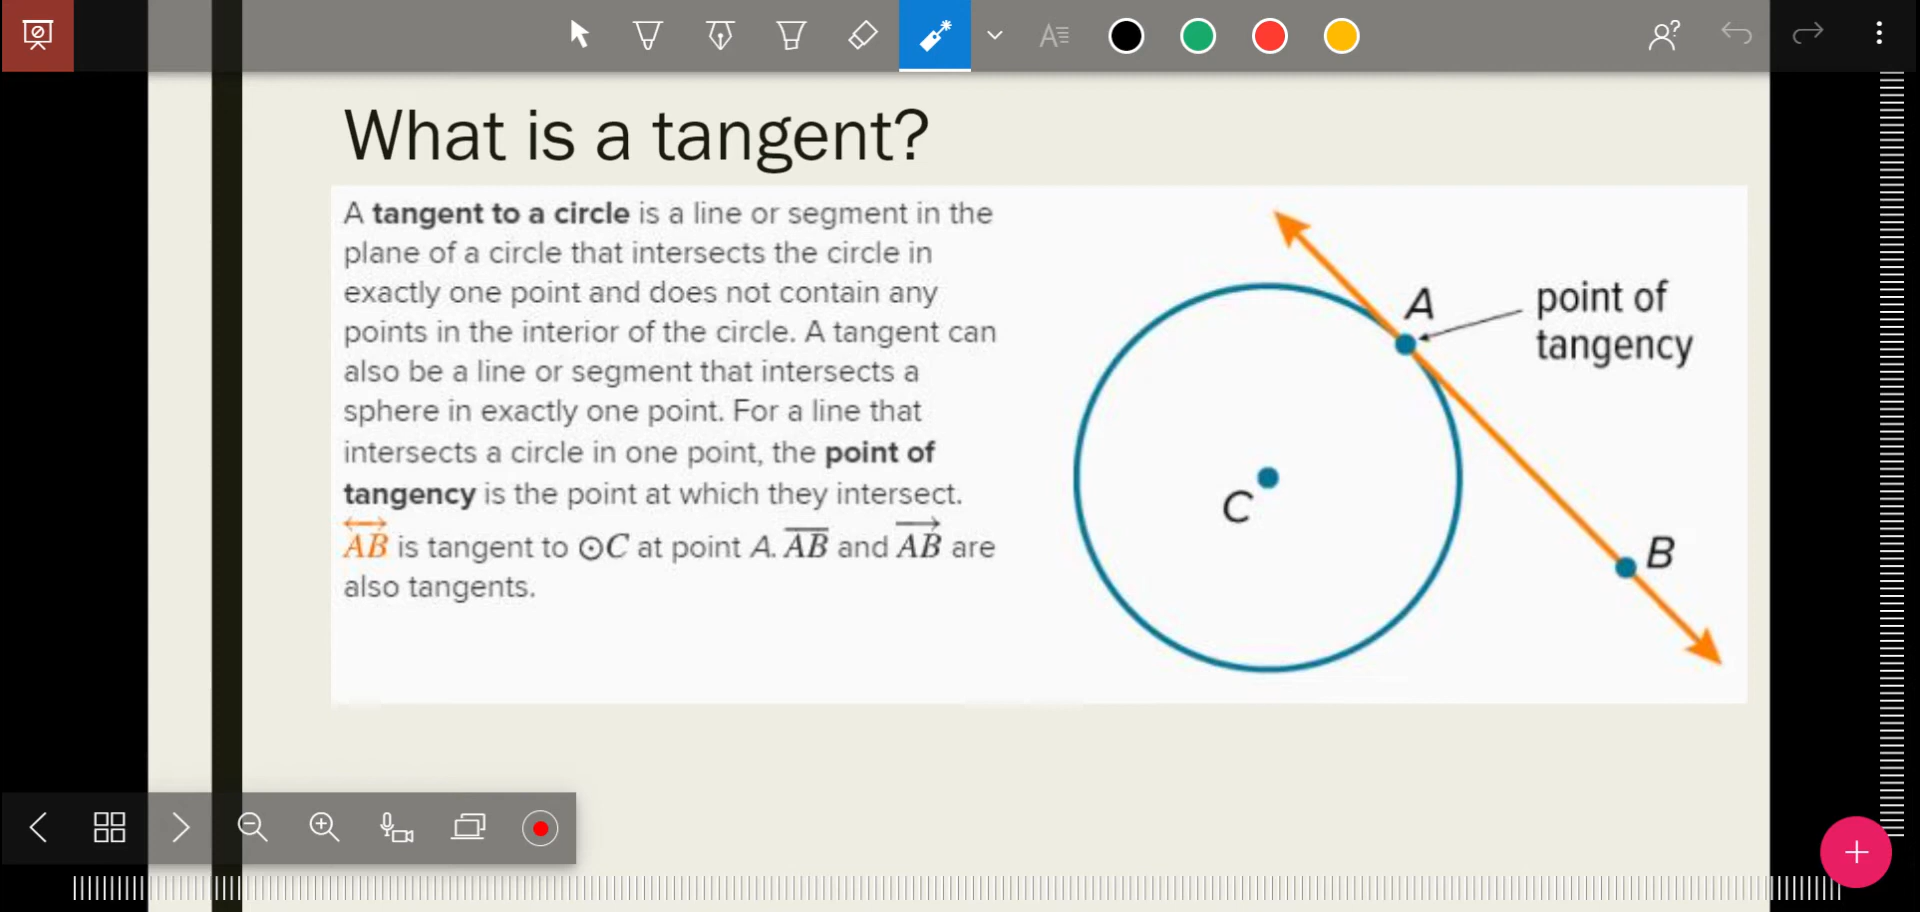 What is a tangent?
A tangent to a circle is a line or segment in the
plane of a circle that intersects the circle in
exactly one point and does not contain any
points in the interior of the circle. A tangent can
also be a line or segment that intersects a
sphere in exactly one point. For a line that
intersects a circle in one point, the point of
tangency is the point at which they intersect.
AB is tangent to ⊙C at point A. AB and AB are
also tangents.
A
point of
tangency
C
B